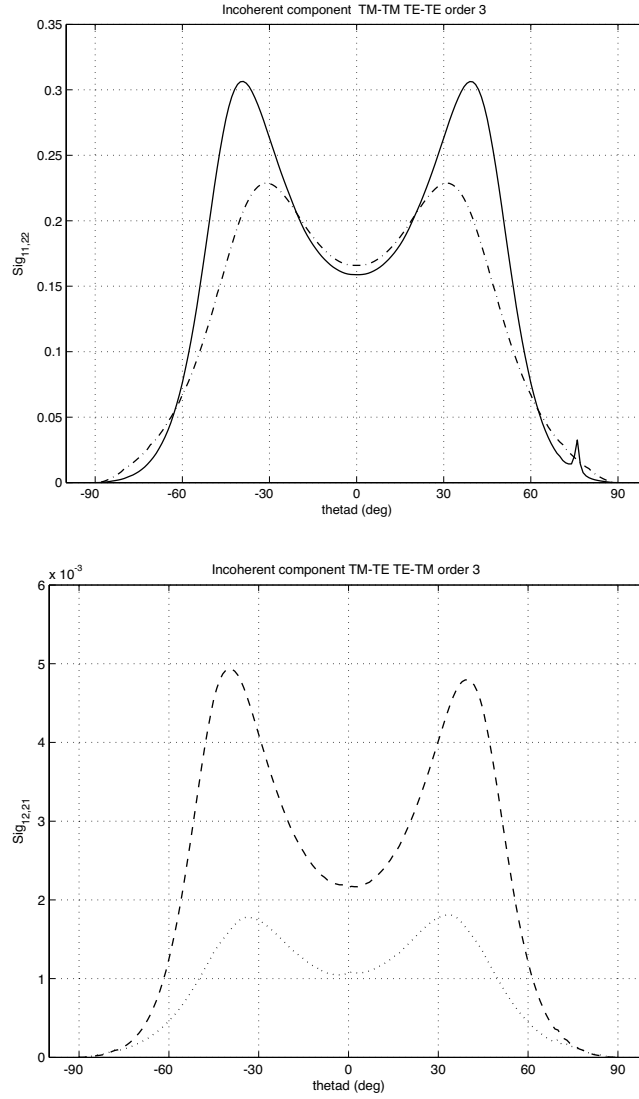 Incoherent component TM-TM TE-TE order 3
0.35
0.3
0.25
0.2
0.15
0.1
0.05
0
Sig11,22
-90 -60 -30 0 30 60 90
thetad (deg)
x 10-3
Incoherent component TM-TE TE-TM order 3
6
5
4
3
2
1
0
Sig12,21
-90 -60 -30 0 30 60 90
thetad (deg)